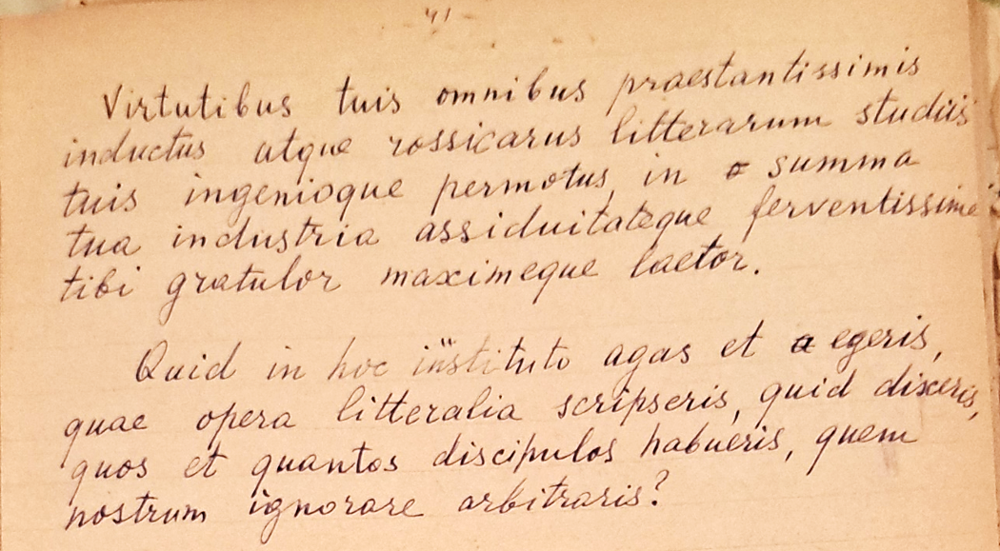 41
Virtutibus tuis omnibus praestantissimis
inductus atque rossicarus litterarum studiis
tuis ingenioque permotus, in summa
tua industria assiduitateque ferventissime
tibi gratulor maximeque laetor.
Quid in hoc instituto agas et egeris,
quae opera litteralia scripseris, quid dixeris,
quos et quantos discipulos habueris, quem
nostrum ignorare arbitraris?